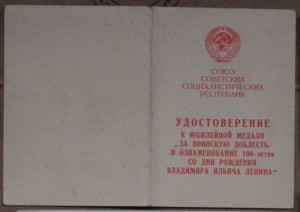 СОЮЗ
СОВЕТСКИХ
СОЦИАЛИСТИЧЕСКИХ
РЕСПУБЛИК
УДОСТОВЕРЕНИЕ
К ЮБИЛЕЙНОЙ МЕДАЛИ
„ЗА ВОИНСКУЮ ДОБЛЕСТЬ.
В ОЗНАМЕНОВАНИЕ 100-летия
СО ДНЯ РОЖДЕНИЯ
ВЛАДИМИРА ИЛЬИЧА ЛЕНИНА"